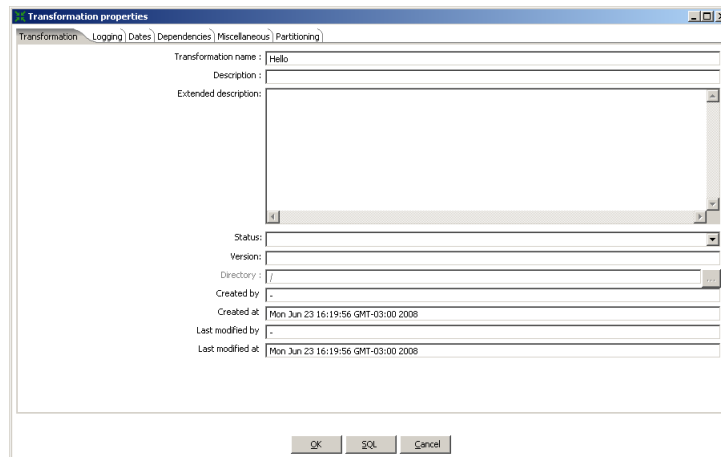 Transformation properties
Transformation Logging Dates Dependencies Miscellaneous Partitioning
Transformation name : Hello
Description :
Extended description:
Status:
Version:
Directory : /
...
Created by -
Created at Mon Jun 23 16:19:56 GMT-03:00 2008
Last modified by -
Last modified at Mon Jun 23 16:19:56 GMT-03:00 2008
OK SQL Cancel